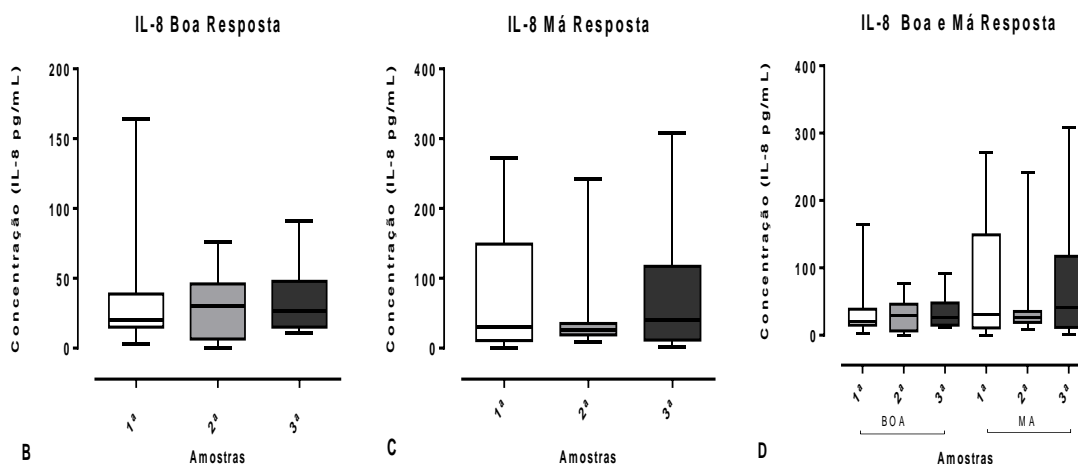 IL-8 Boa Resposta
Concentração (IL-8 pg/mL)
200
150
100
50
0
1ª
2ª
3ª
B
Amostras
IL-8 Má Resposta
Concentração (IL-8 pg/mL)
400
300
200
100
0
1ª
2ª
3ª
C
Amostras
IL-8 Boa e Má Resposta
Concentração (IL-8 pg/mL)
400
300
200
100
0
1ª
2ª
3ª
1ª
2ª
3ª
BOA
MA
D
Amostras